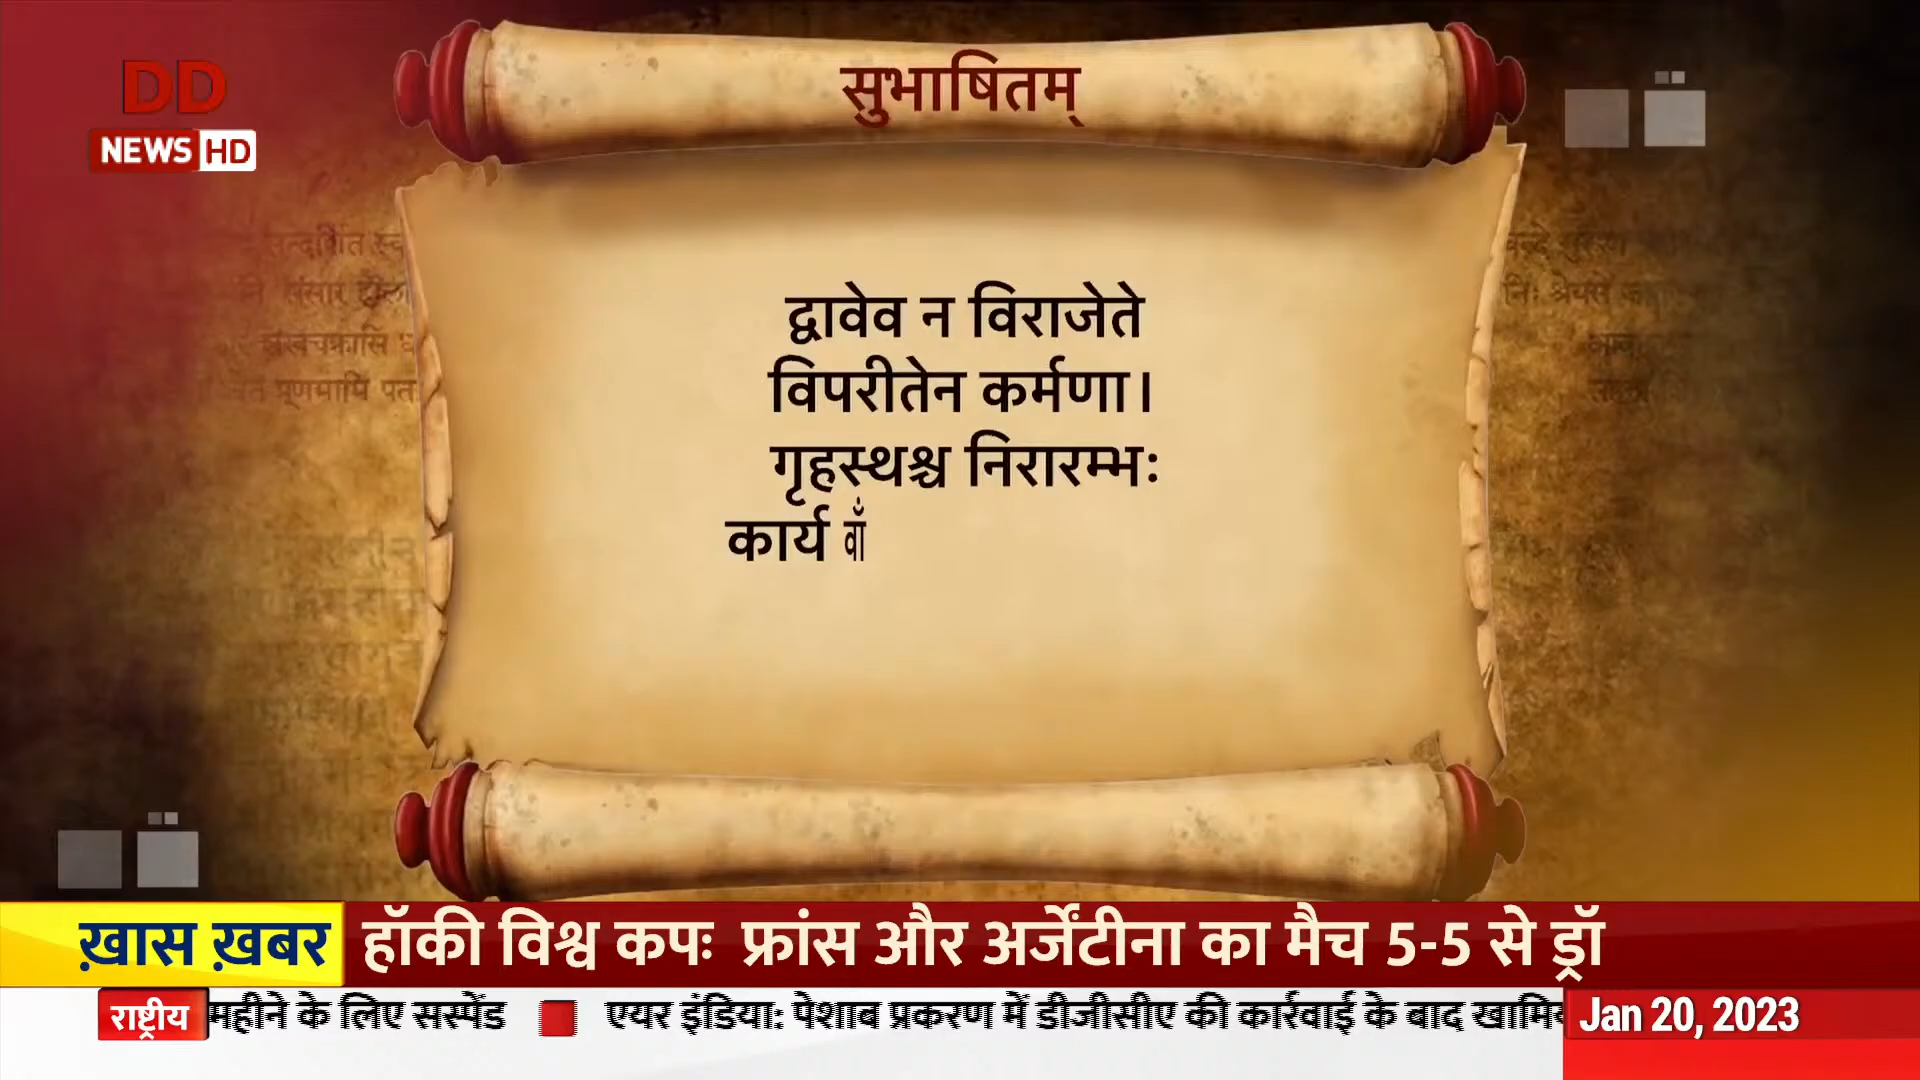 DD
NEWS HD
सुभाषितम्
द्वावेव न विराजेते
विपरीतेन कर्मणा।
गृहस्थश्च निरारम्भः
कार्य वाँ
ख़ास ख़बर
हॉकी विश्व कपः फ्रांस और अर्जेंटीना का मैच 5-5 से ड्रॉ
राष्ट्रीय
महीने के लिए सस्पेंड
एयर इंडिया: पेशाब प्रकरण में डीजीसीए की कार्रवाई के बाद
Jan 20, 2023